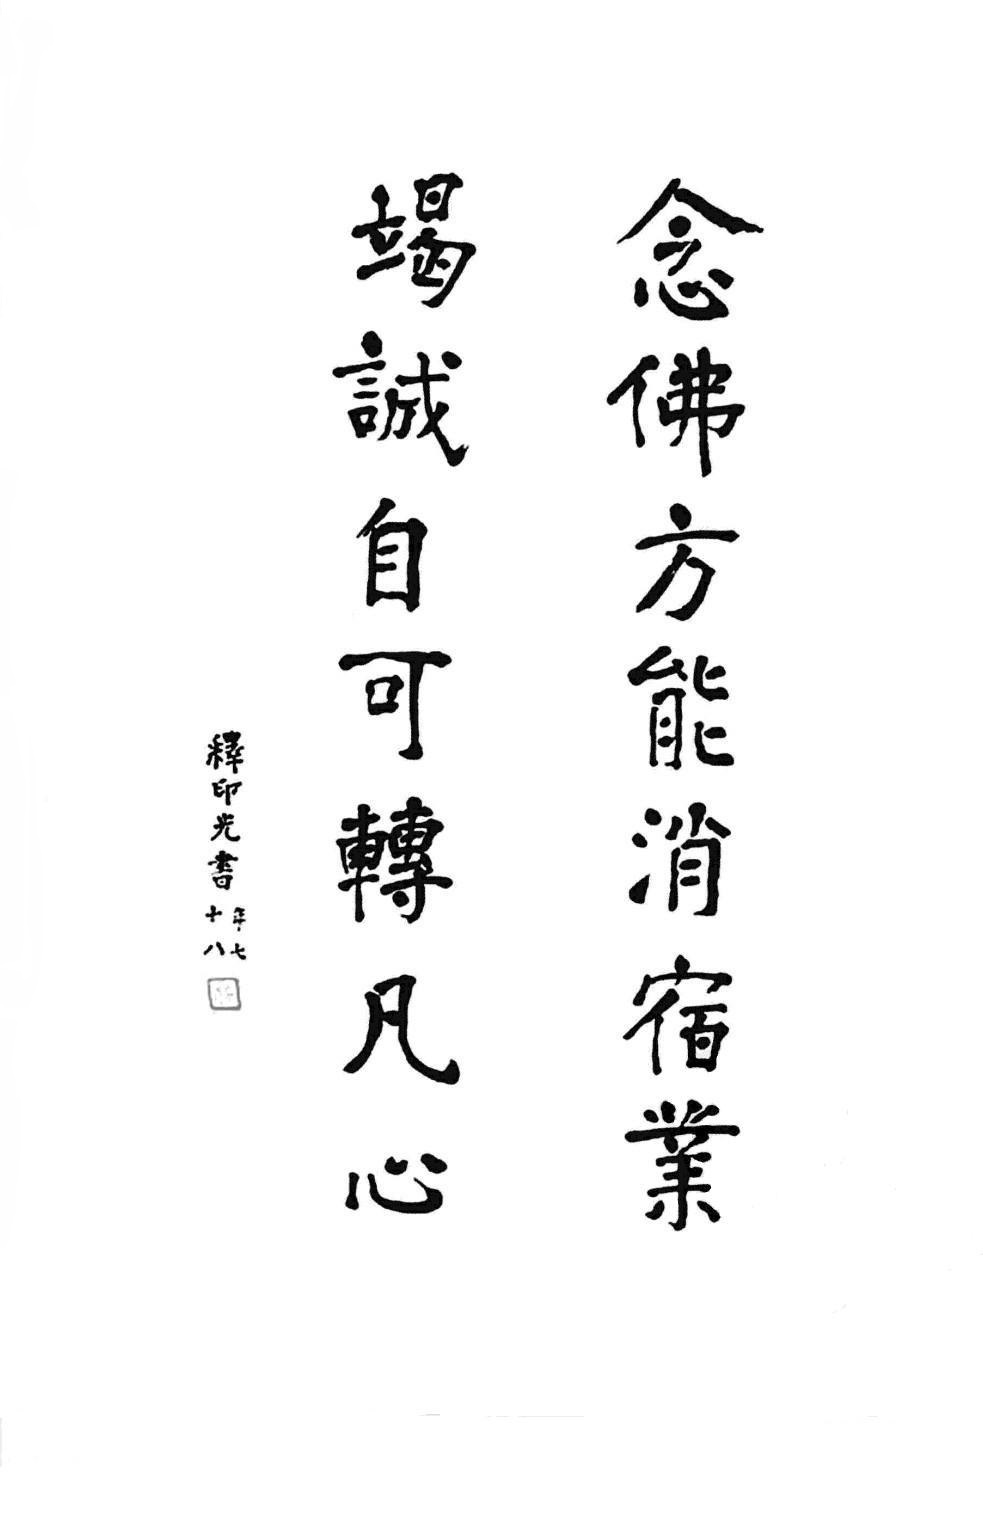 念佛方能消宿業
竭誠自可轉凡心
釋印光書
年七
十八